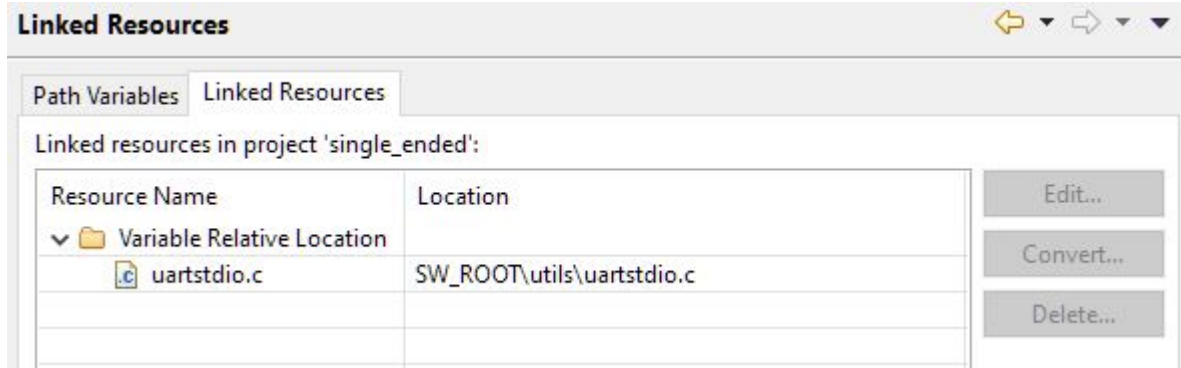 Linked Resources
Path Variables Linked Resources
Linked resources in project 'single_ended':
Resource Name Location Edit...
Variable Relative Location
Convert...
.c uartstdio.c SW_ROOT\utils\uartstdio.c
Delete...